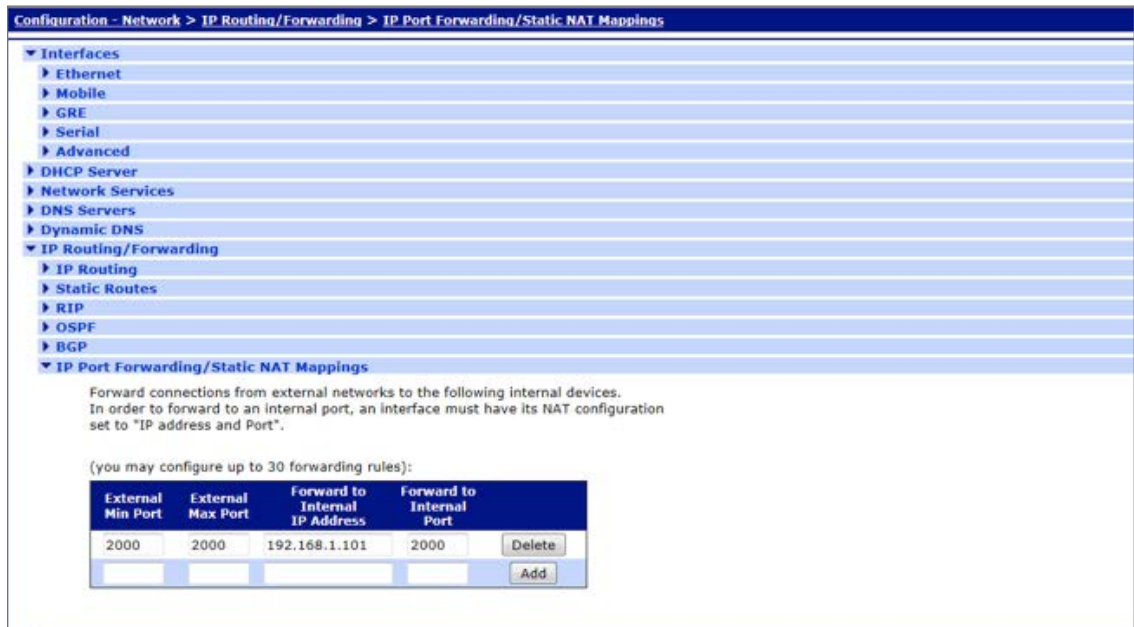 Configuration - Network > IP Routing/Forwarding > IP Port Forwarding/Static NAT Mappings
Interfaces
Ethernet
Mobile
GRE
Serial
Advanced
DHCP Server
Network Services
DNS Servers
Dynamic DNS
IP Routing/Forwarding
IP Routing
Static Routes
RIP
OSPF
BGP
IP Port Forwarding/Static NAT Mappings
Forward connections from external networks to the following internal devices.
In order to forward to an internal port, an interface must have its NAT configuration
set to "IP address and Port".
(you may configure up to 30 forwarding rules):
External Min Port External Max Port Forward to Internal IP Address Forward to Internal Port
2000 2000 192.168.1.101 2000 Delete
Add